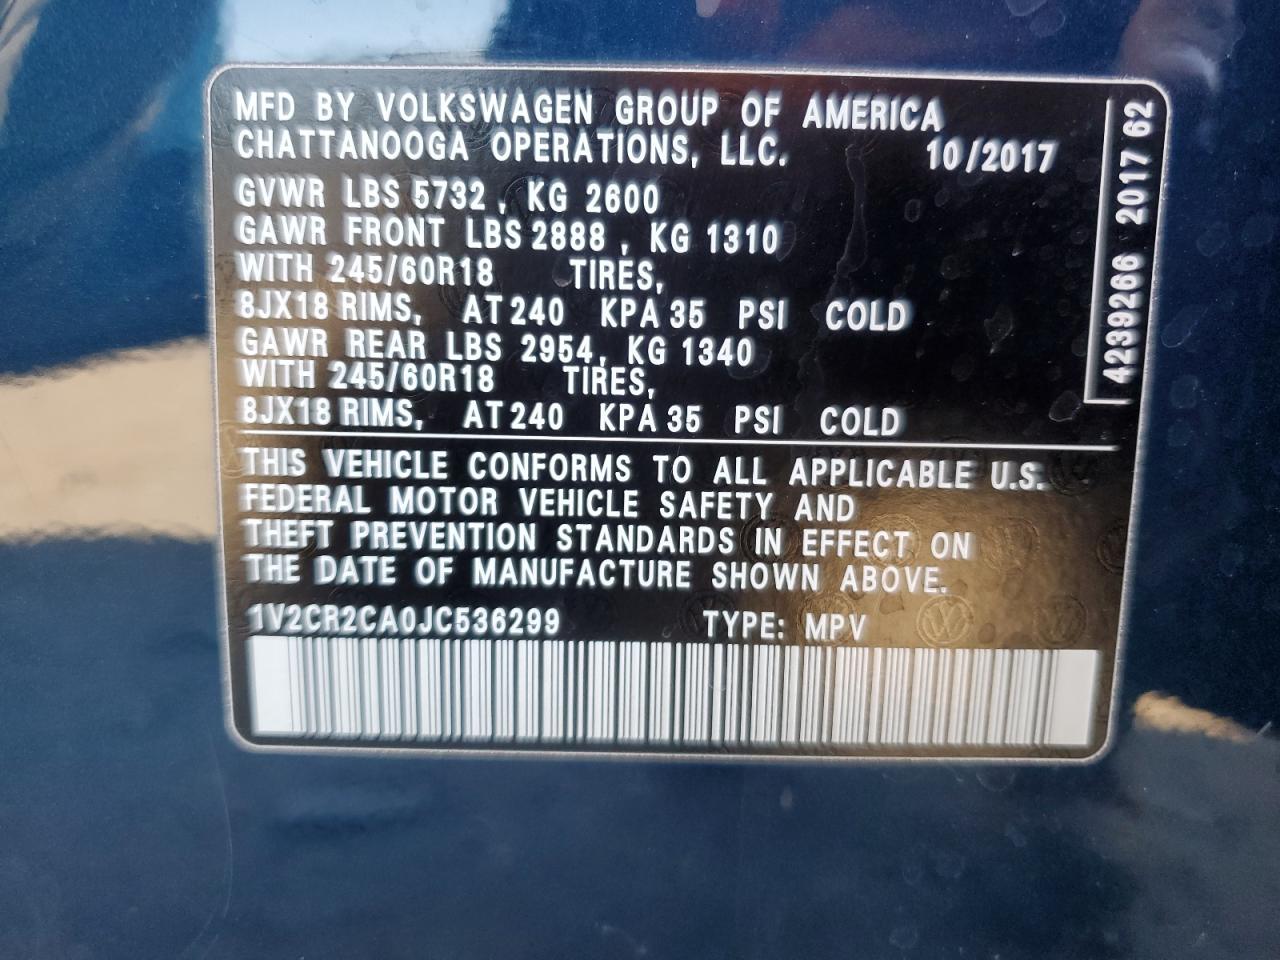 MFD BY VOLKSWAGEN GROUP OF AMERICA
CHATTANOOGA OPERATIONS, LLC. 10/2017
GVWR LBS 5732, KG 2600
GAWR FRONT LBS 2888, KG 1310
WITH 245/60R18 TIRES,
8JX18 RIMS, AT 240 KPA 35 PSI COLD
GAWR REAR LBS 2954, KG 1340
WITH 245/60R18 TIRES,
8JX18 RIMS, AT 240 KPA 35 PSI COLD
THIS VEHICLE CONFORMS TO ALL APPLICABLE U.S.
FEDERAL MOTOR VEHICLE SAFETY AND
THEFT PREVENTION STANDARDS IN EFFECT ON
THE DATE OF MANUFACTURE SHOWN ABOVE.
1V2CR2CA0JC536299 TYPE: MPV
4239266 2017 62